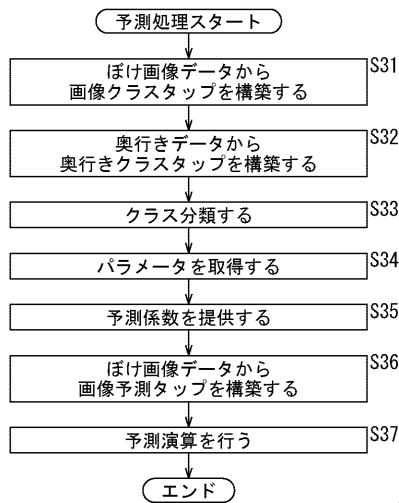 予測処理スタート
S31
ぼけ画像データから
画像クラスタップを構築する
S32
奥行きデータから
奥行きクラスタップを構築する
S33
クラス分類する
S34
パラメータを取得する
S35
予測係数を提供する
S36
ぼけ画像データから
画像予測タップを構築する
S37
予測演算を行う
エンド